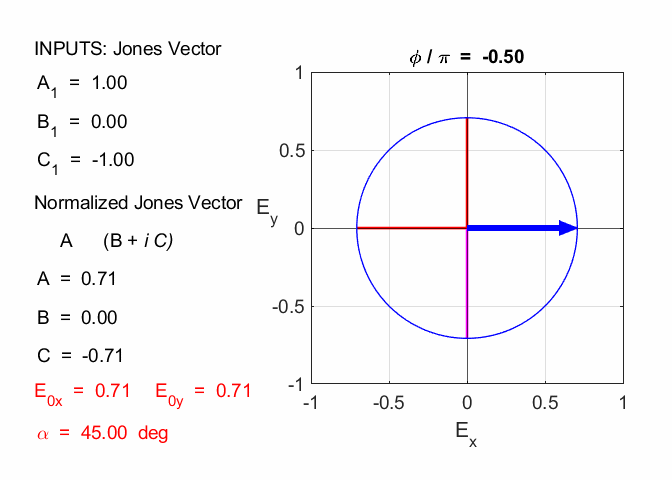 INPUTS: Jones Vector
A1 = 1.00
B1 = 0.00
C1 = -1.00
Normalized Jones Vector
A (B + i C)
A = 0.71
B = 0.00
C = -0.71
E0x = 0.71 E0y = 0.71
α = 45.00 deg
ϕ / π = -0.50
1
0.5
Ey
0
-0.5
-1
-1 -0.5 0 0.5 1
Ex